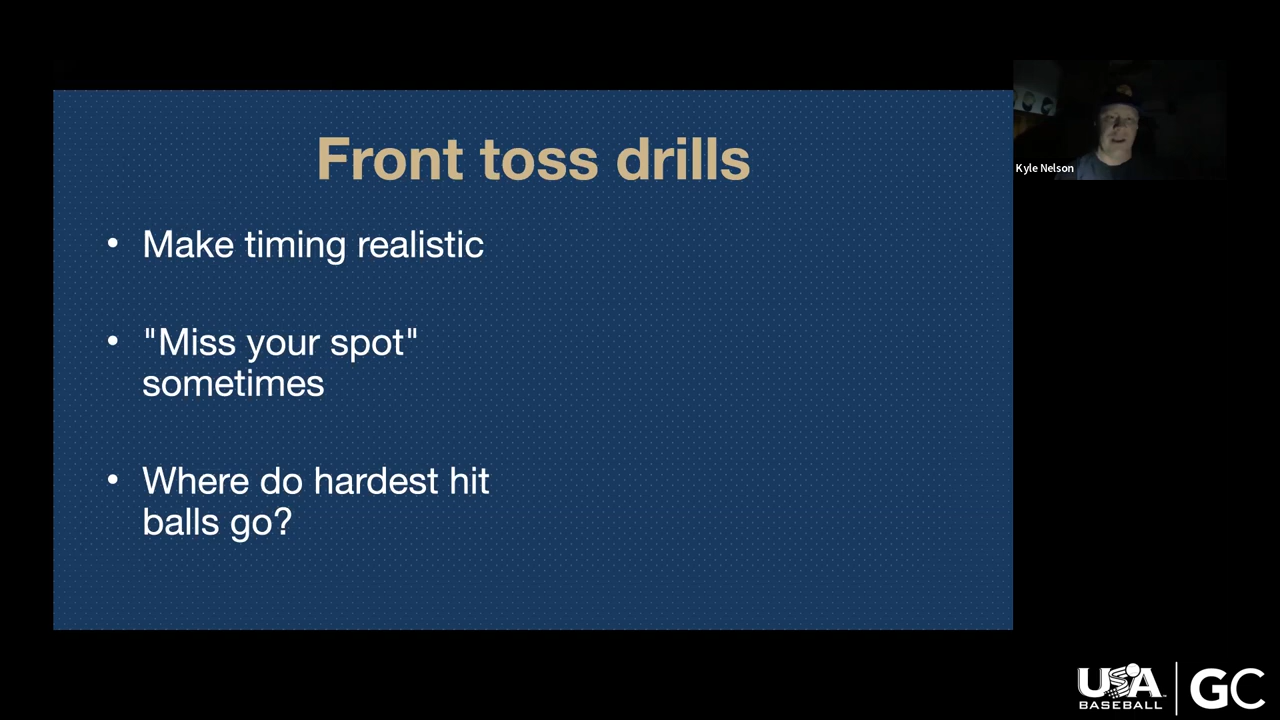 Front toss drills
• Make timing realistic
• "Miss your spot"
sometimes
• Where do hardest hit
balls go?
Kyle Nelson
USA
BASEBALL
GC